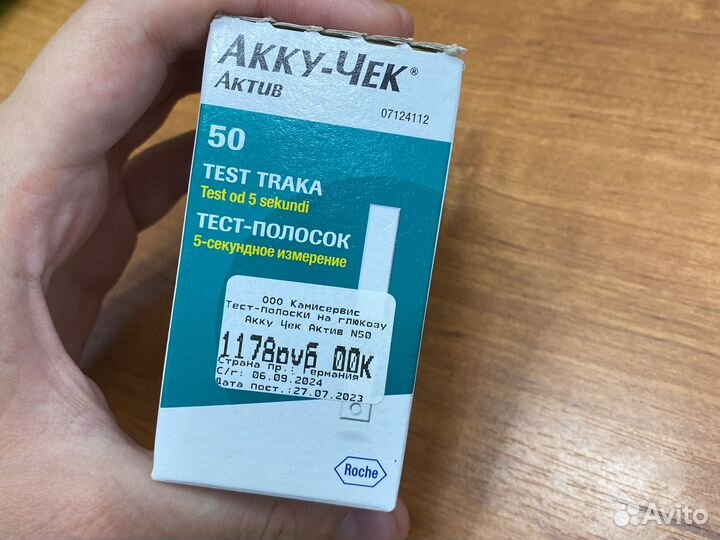 АККУ-ЧЕК®
АКТИВ
07124112
50
TEST TRAKA
Test od 5 sekundi
ТЕСТ-ПОЛОСОК
5-секундное измерение
ООО Камисервис
Тест-полоски на глюкозу
Акку Чек Актив N50
1178руб 00к
Страна пр.: Германия
С/г: 06.09.2024
Дата пост.:27.07.2023
Roche
Avito